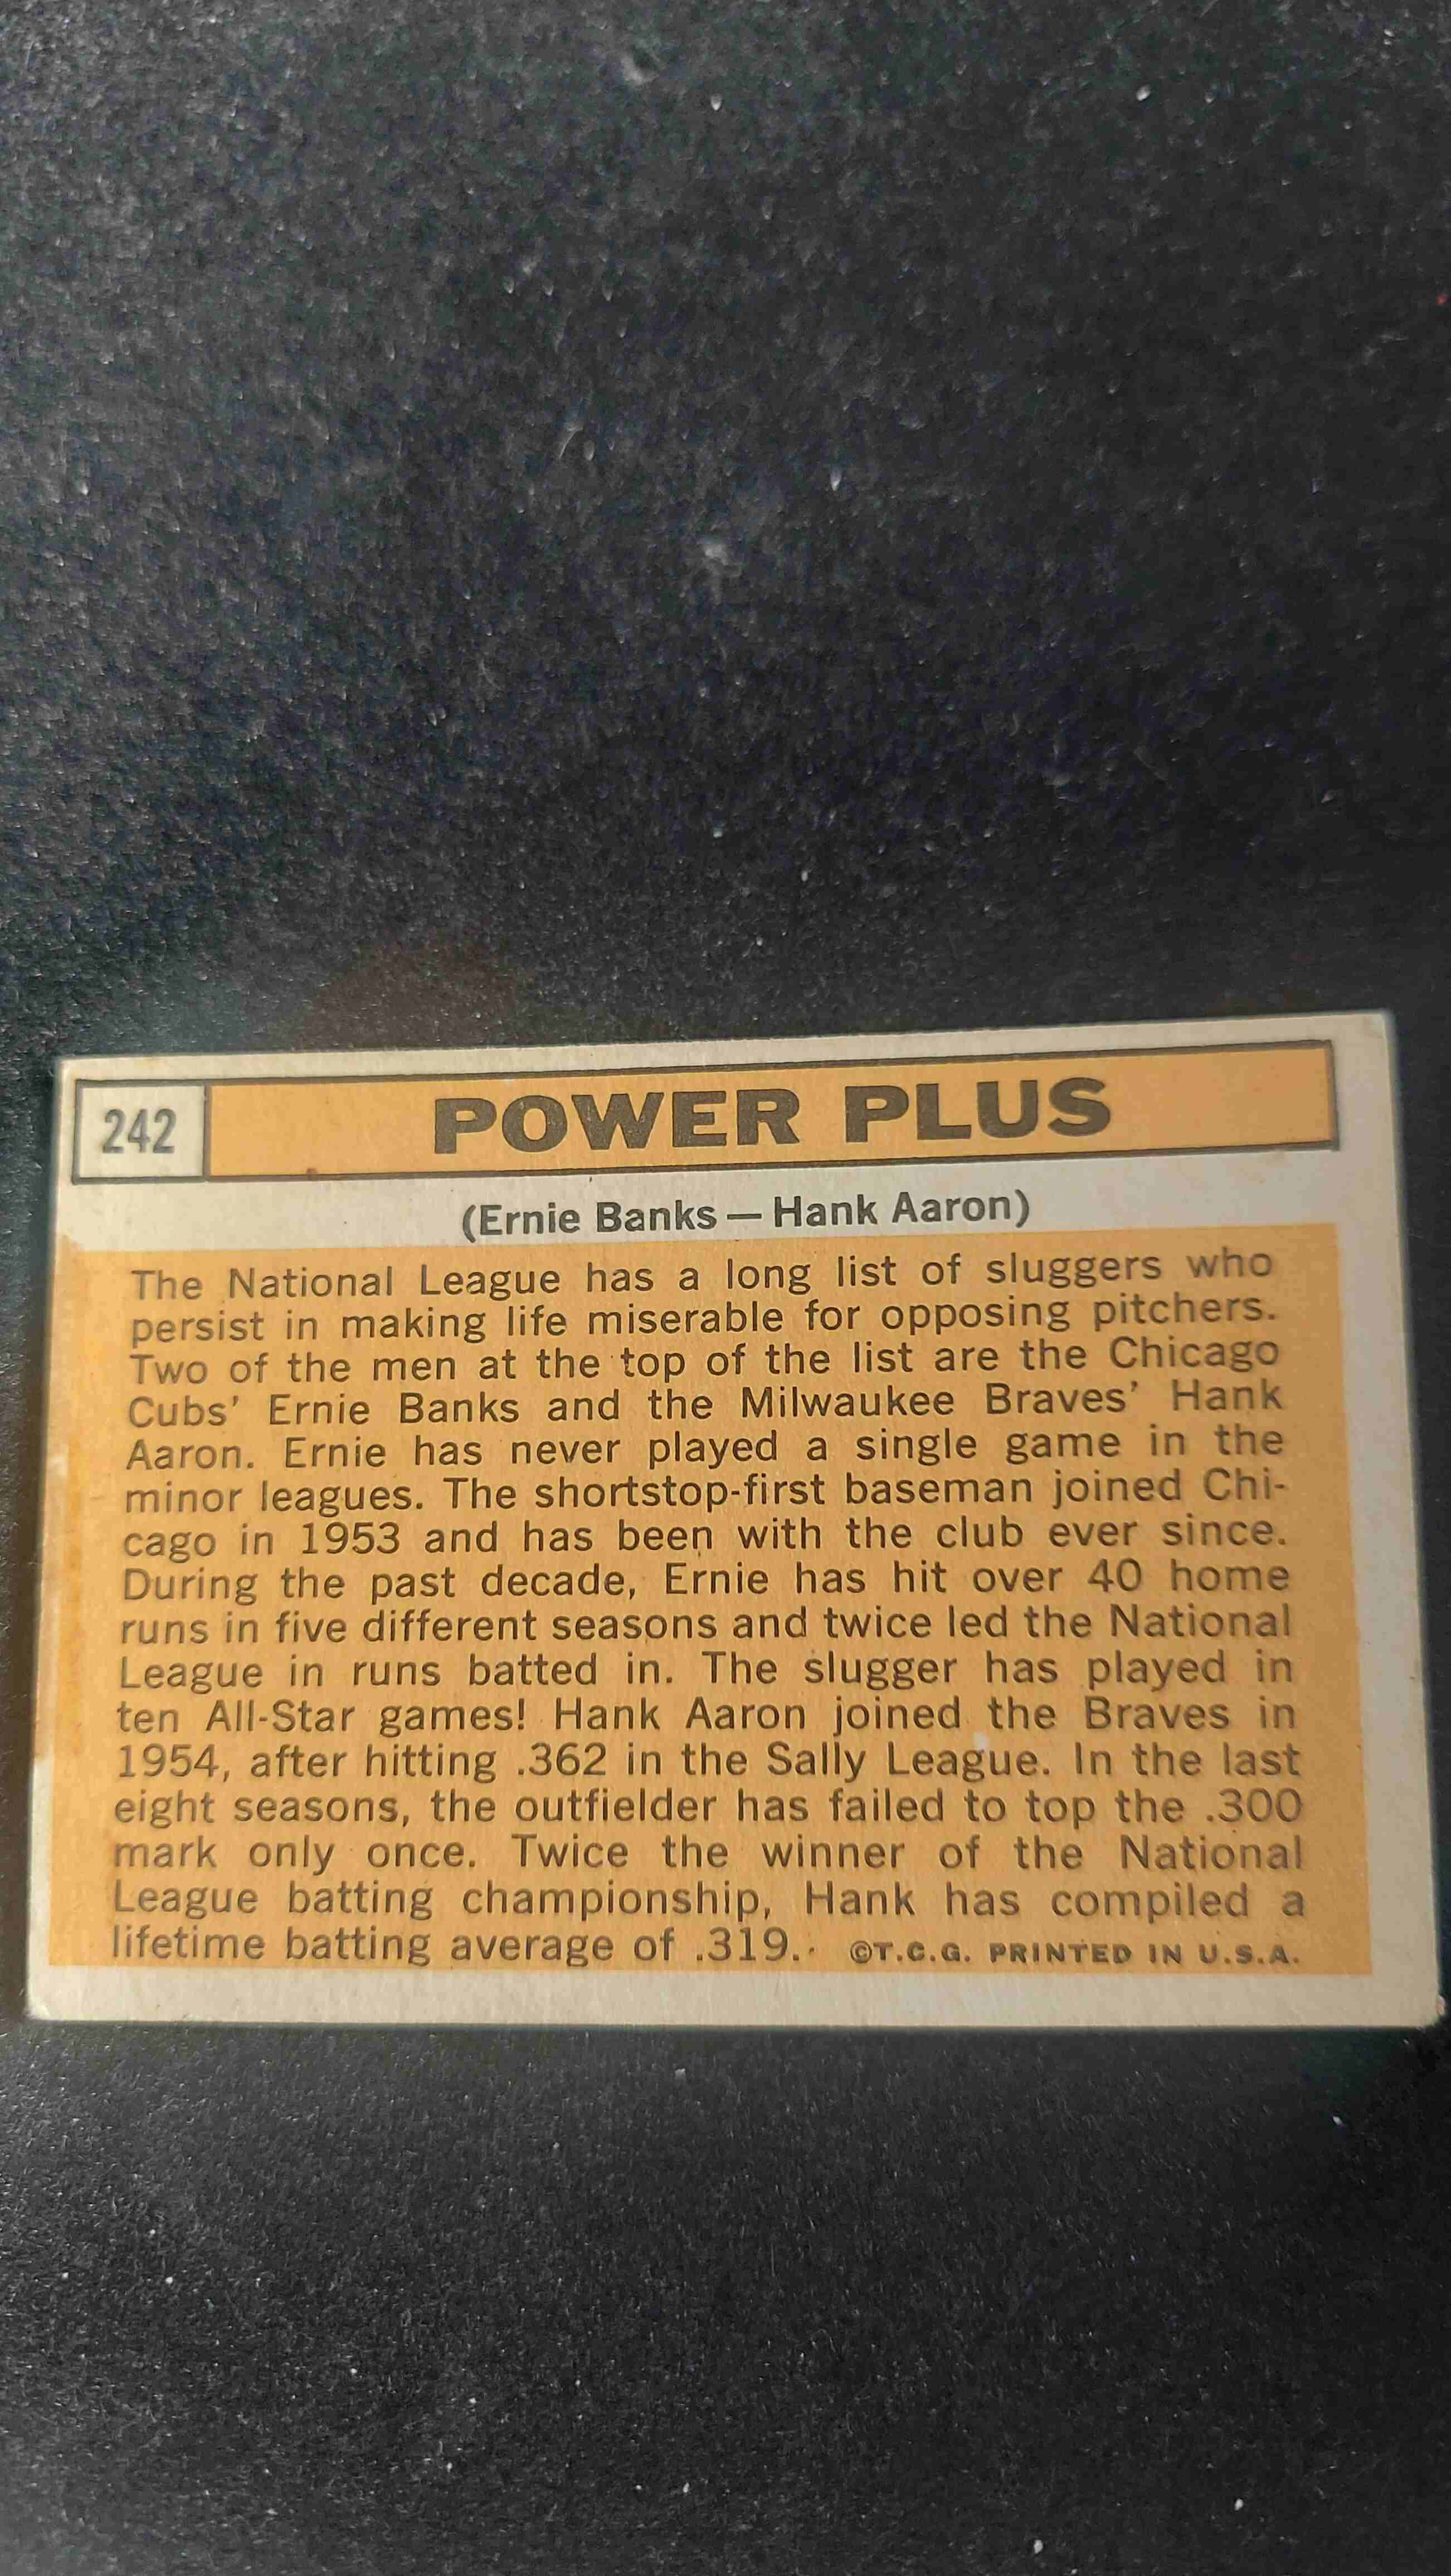 242
POWER PLUS
(Ernie Banks — Hank Aaron)
The National League has a long list of sluggers who
persist in making life miserable for opposing pitchers.
Two of the men at the top of the list are the Chicago
Cubs' Ernie Banks and the Milwaukee Braves' Hank
Aaron. Ernie has never played a single game in the
minor leagues. The shortstop-first baseman joined Chi-
cago in 1953 and has been with the club ever since.
During the past decade, Ernie has hit over 40 home
runs in five different seasons and twice led the National
League in runs batted in. The slugger has played in
ten All-Star games! Hank Aaron joined the Braves in
1954, after hitting .362 in the Sally League. In the last
eight seasons, the outfielder has failed to top the .300
mark only once. Twice the winner of the National
League batting championship, Hank has compiled a
lifetime batting average of .319. ©T.C.G. PRINTED IN U.S.A.